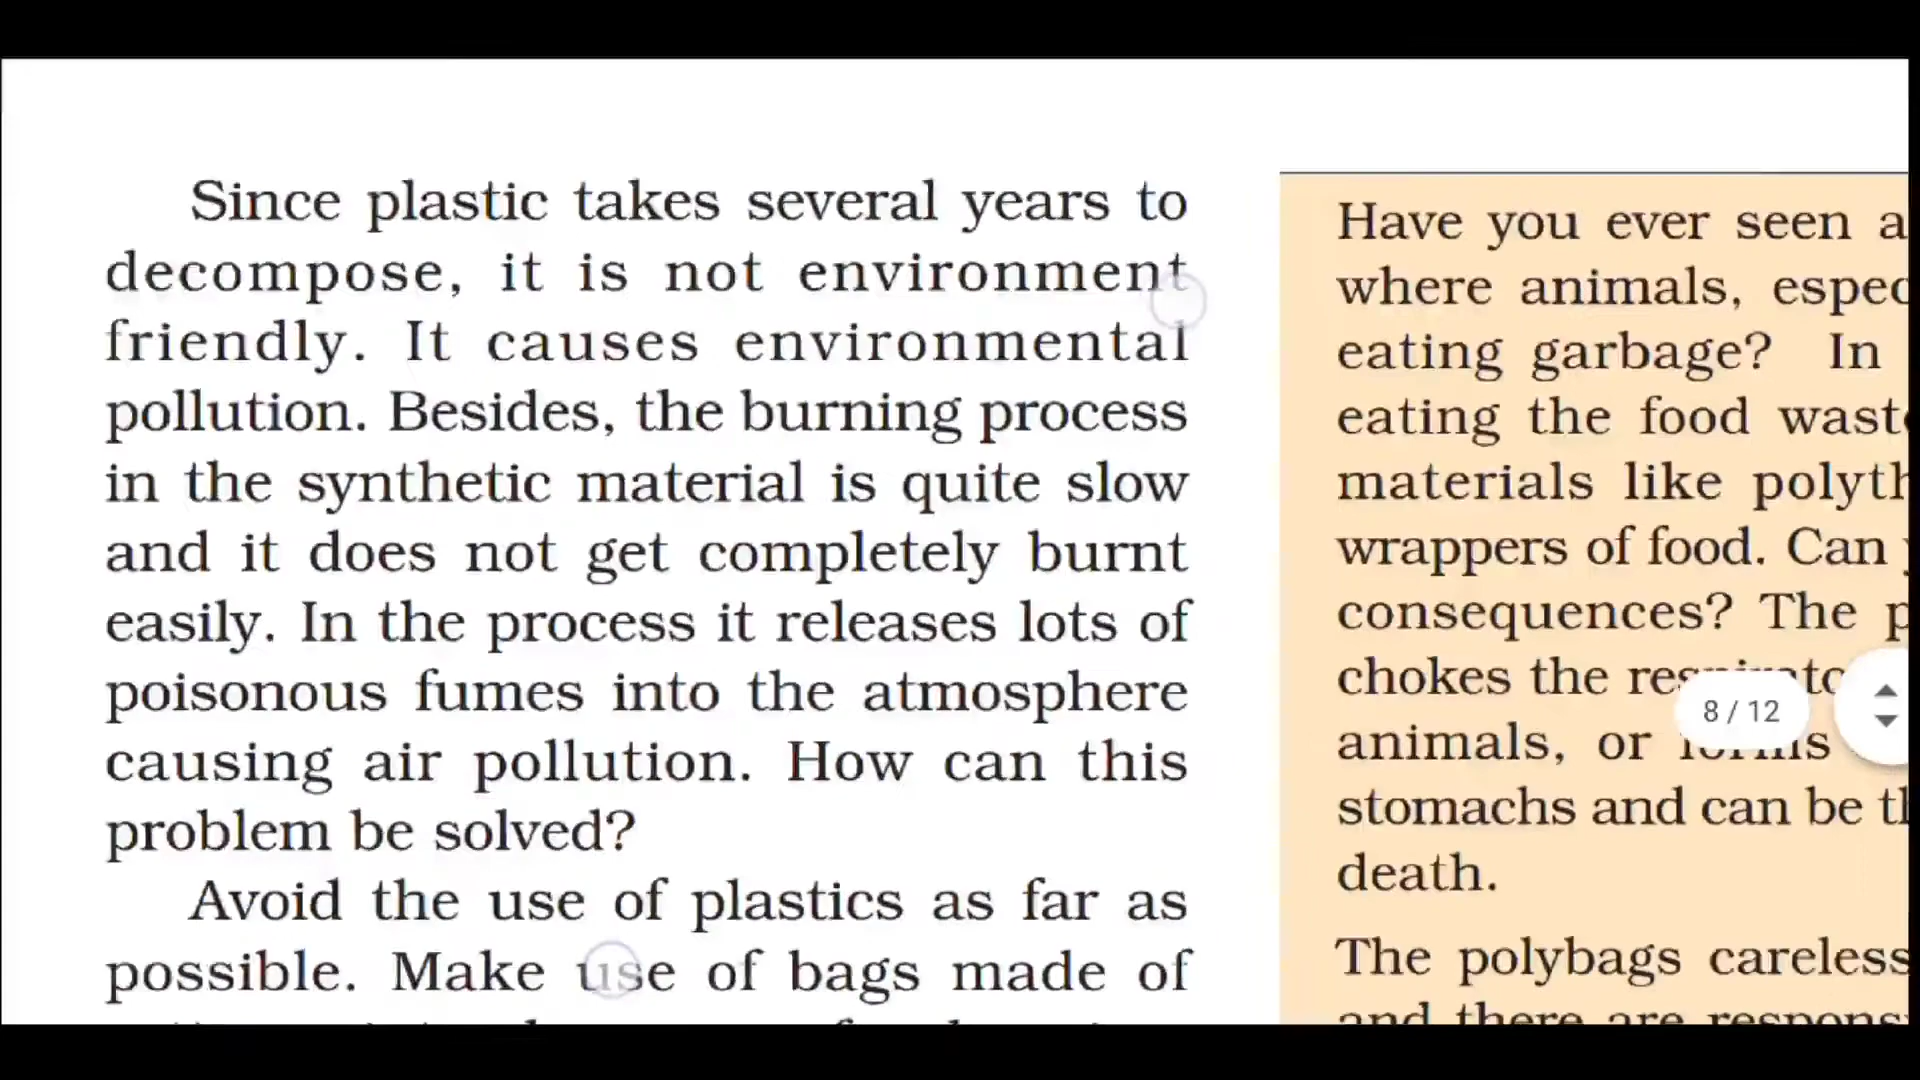 Since plastic takes several years to
decompose, it is not environment
friendly. It causes environmental
pollution. Besides, the burning process
in the synthetic material is quite slow
and it does not get completely burnt
easily. In the process it releases lots of
poisonous fumes into the atmosphere
causing air pollution. How can this
problem be solved?
Avoid the use of plastics as far as
possible. Make use of bags made of
Have you ever seen a
where animals,
eating garbage? In
eating the food
materials like
wrappers of food. Can
consequences? The
chokes the
animals, or
stomachs and can be
death.
The polybags
and there are
8 / 12